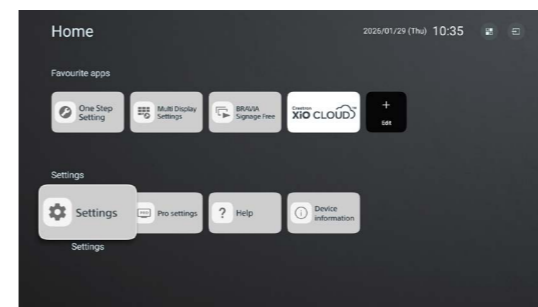 Home
2026/01/29 (Thu) 10:35
Favourite apps
One Step
Setting
Multi Display
Settings
BRAVIA
Signage Free
Crestron
XiO CLOUD
+
Edit
Settings
Settings
PRO
Pro settings
? Help
Device
information
Settings